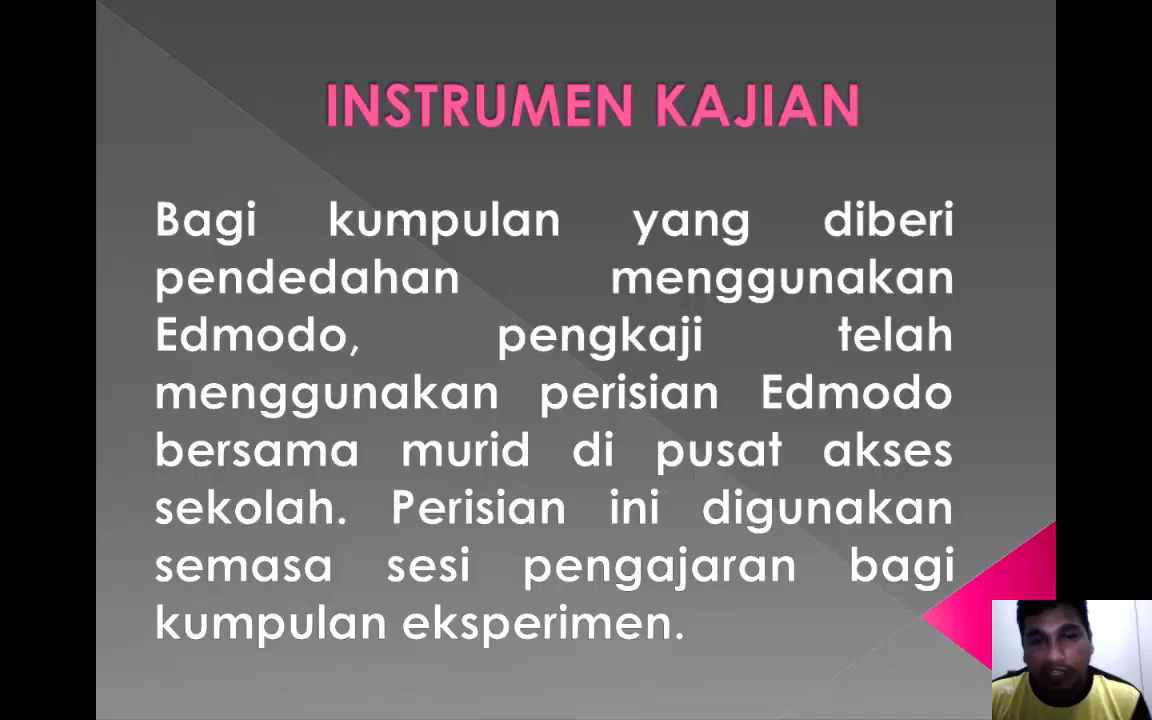 INSTRUMEN KAJIAN
Bagi kumpulan yang diberi
pendedahan menggunakan
Edmodo, pengkaji telah
menggunakan perisian Edmodo
bersama murid di pusat akses
sekolah. Perisian ini digunakan
semasa sesi pengajaran bagi
kumpulan eksperimen.